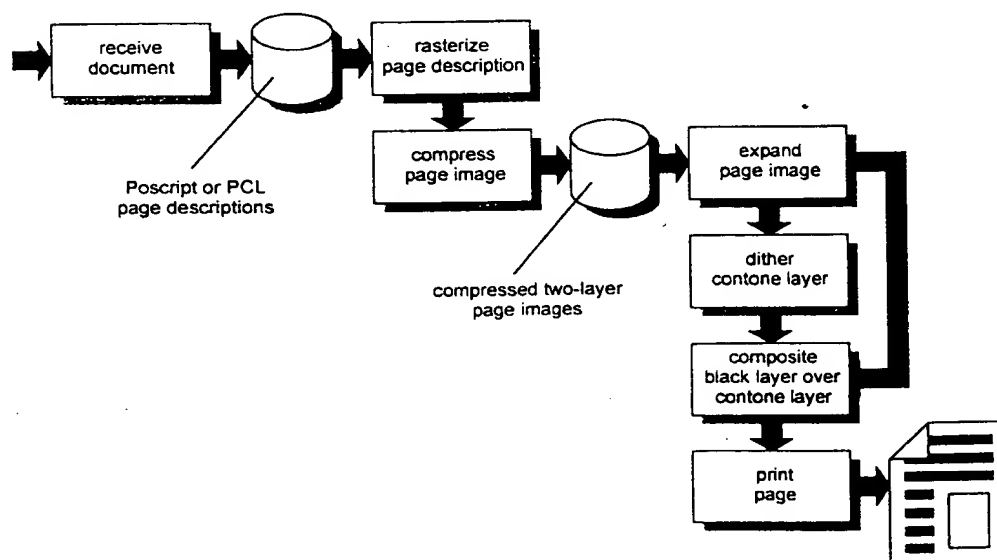 receive
document
rasterize
page description
compress
page image
Poscript or PCL
page descriptions
compressed two-layer
page images
expand
page image
dither
contone layer
composite
black layer over
contone layer
print
page